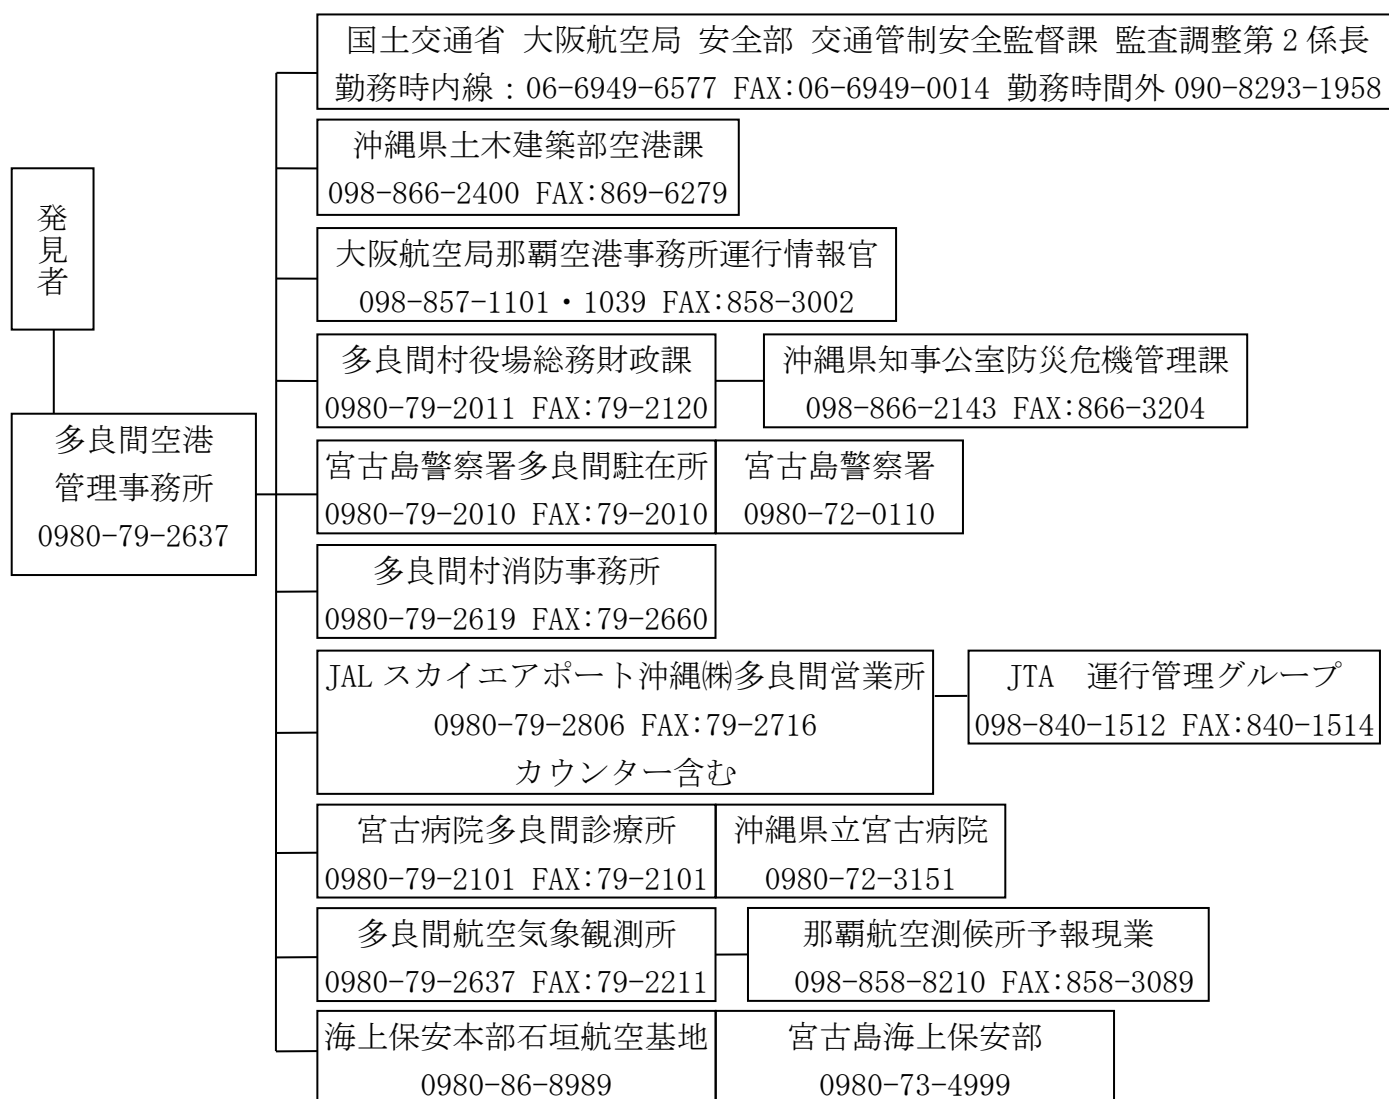 国土交通省 大阪航空局 安全部 交通管制安全監督課 監査調整第2係長
勤務時内線：06-6949-6577 FAX:06-6949-0014 勤務時間外 090-8293-1958
沖縄県土木建築部空港課
098-866-2400 FAX:869-6279
発見者
大阪航空局那覇空港事務所運行情報官
098-857-1101・1039 FAX:858-3002
多良間村役場総務財政課
0980-79-2011 FAX:79-2120
沖縄県知事公室防災危機管理課
098-866-2143 FAX:866-3204
多良間空港
管理事務所
0980-79-2637
宮古島警察署多良間駐在所
0980-79-2010 FAX:79-2010
宮古島警察署
0980-72-0110
多良間村消防事務所
0980-79-2619 FAX:79-2660
JALスカイエアポート沖縄㈱多良間営業所
0980-79-2806 FAX:79-2716
カウンター含む
JTA　運行管理グループ
098-840-1512 FAX:840-1514
宮古病院多良間診療所
0980-79-2101 FAX:79-2101
沖縄県立宮古病院
0980-72-3151
多良間航空気象観測所
0980-79-2637 FAX:79-2211
那覇航空測候所予報現業
098-858-8210 FAX:858-3089
海上保安本部石垣航空基地
0980-86-8989
宮古島海上保安部
0980-73-4999